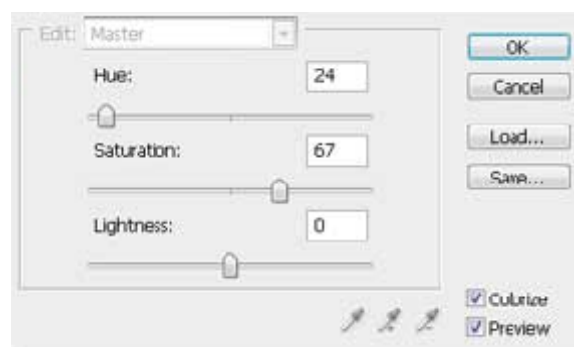 Edit: Master
Hue: 24
Saturation: 67
Lightness: 0
OK
Cancel
Load...
Save...
Colorize
Preview